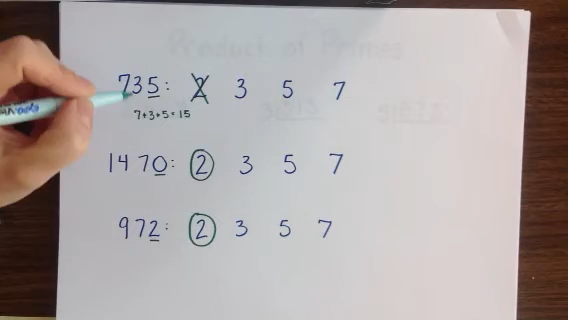 Product of Primes
735: 2 3 5 7
7+3+5=15
1470: 2 3 5 7
972: 2 3 5 7